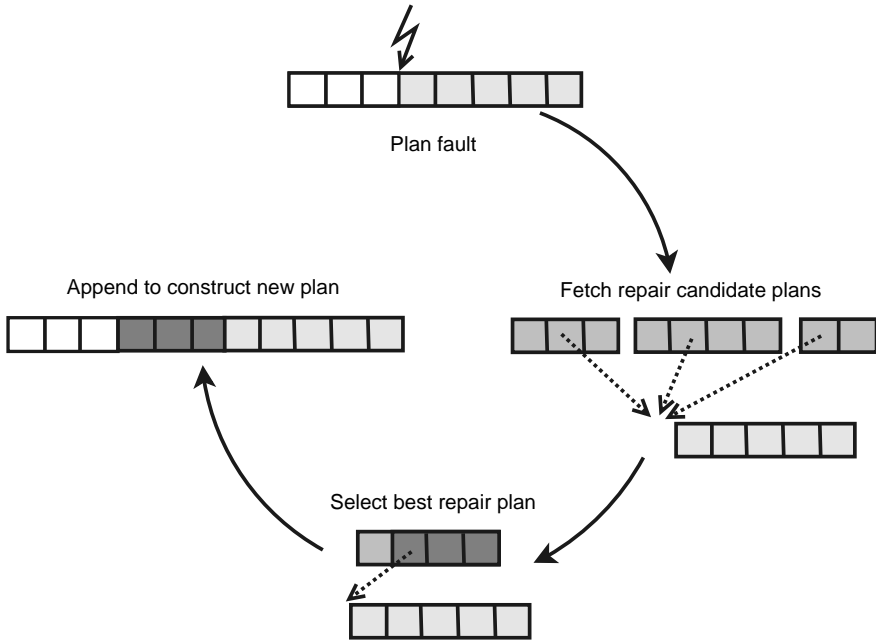 Plan fault
Append to construct new plan
Fetch repair candidate plans
Select best repair plan